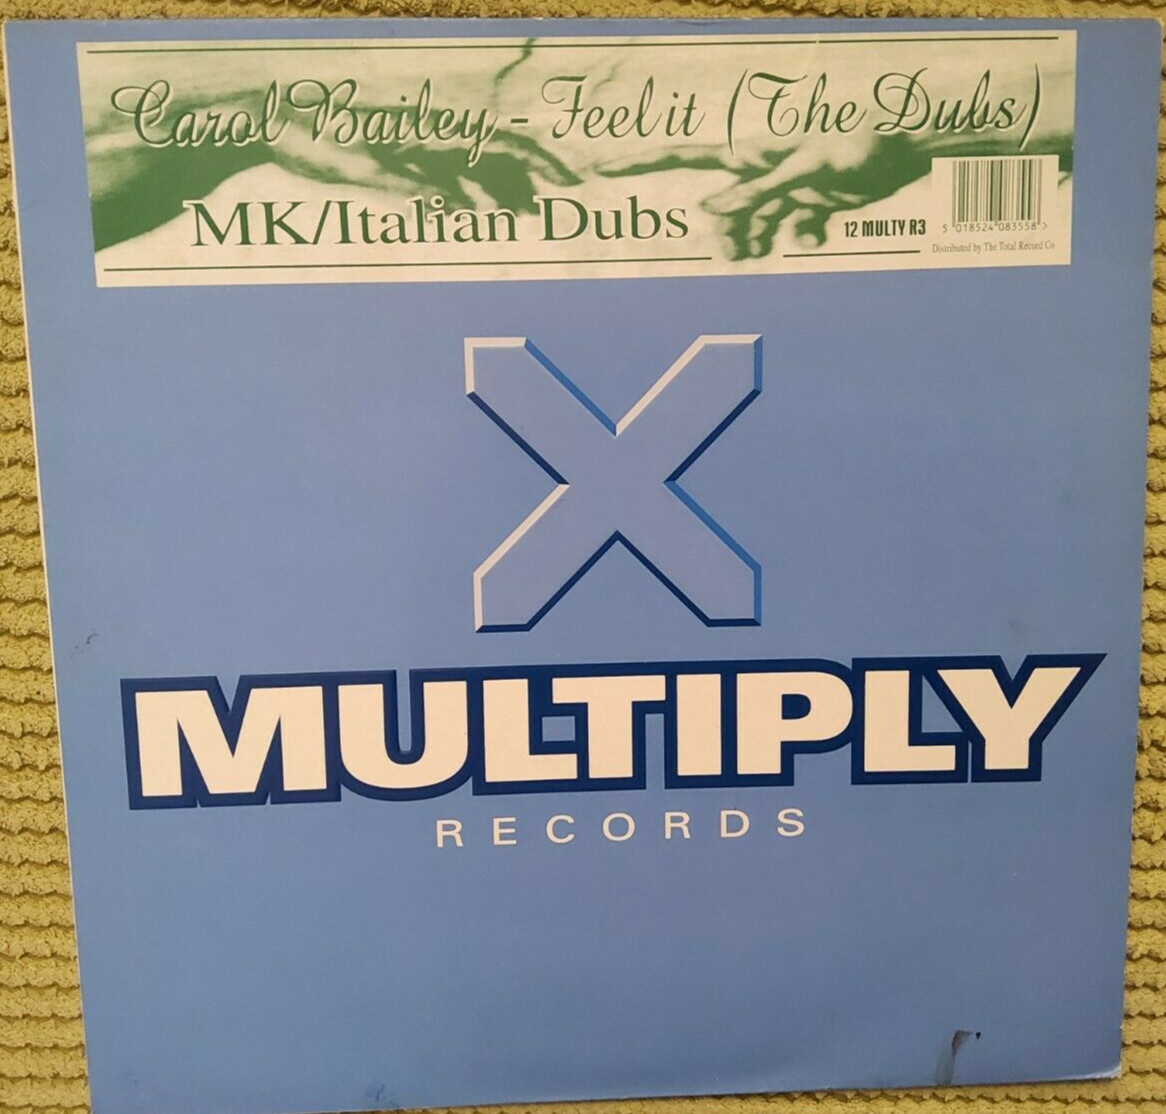 Carol Bailey - Feel it (The Dubs)
MK/Italian Dubs
12 MULTY R3
5 018524 083558 >
Distributed by The Total Record Co
X
MULTIPLY
RECORDS